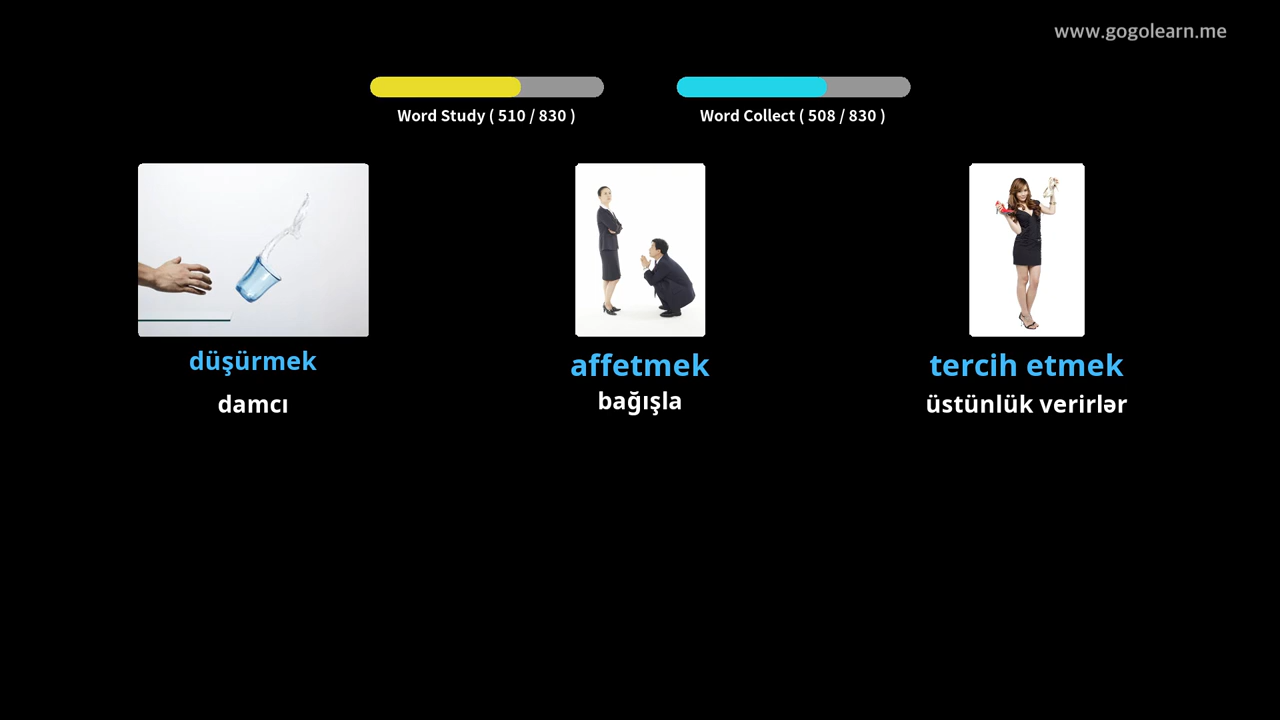 www.gogolearn.me
Word Study ( 510 / 830 )
Word Collect ( 508 / 830 )
düşürmek
affetmek
tercih etmek
damcı
bağışla
üstünlük verirlər